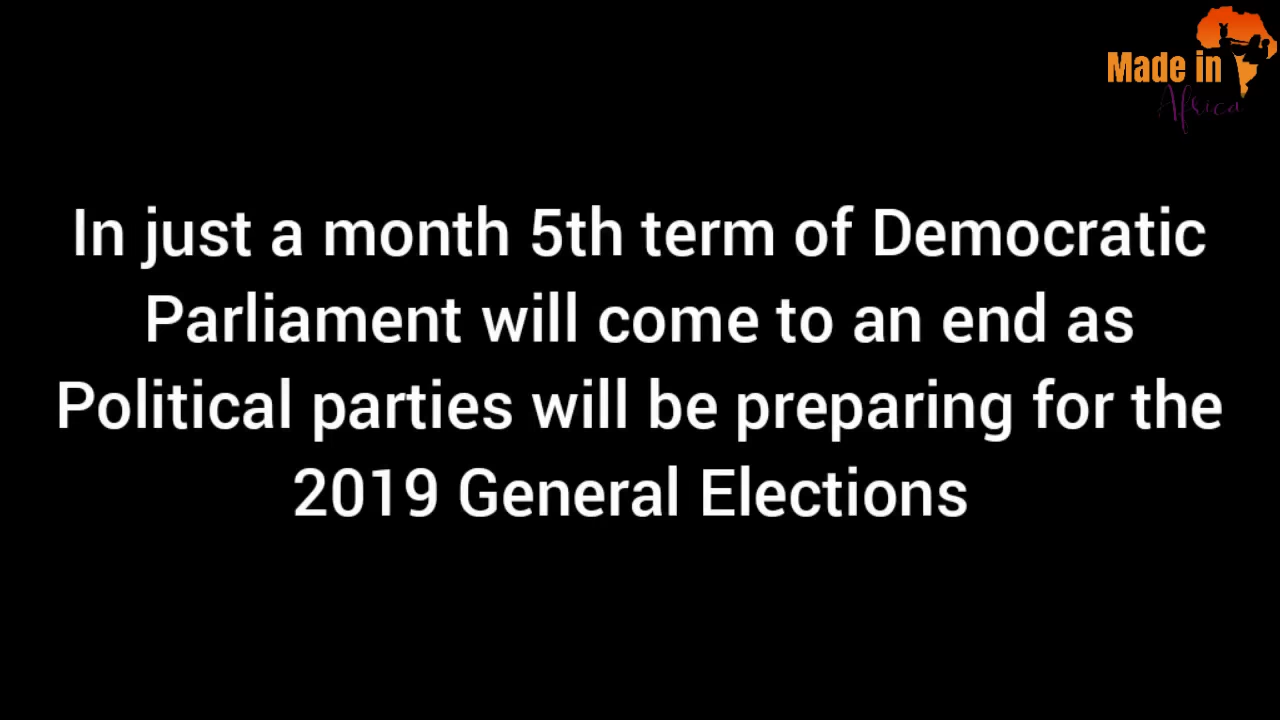 Made in
Africa
In just a month 5th term of Democratic
Parliament will come to an end as
Political parties will be preparing for the
2019 General Elections